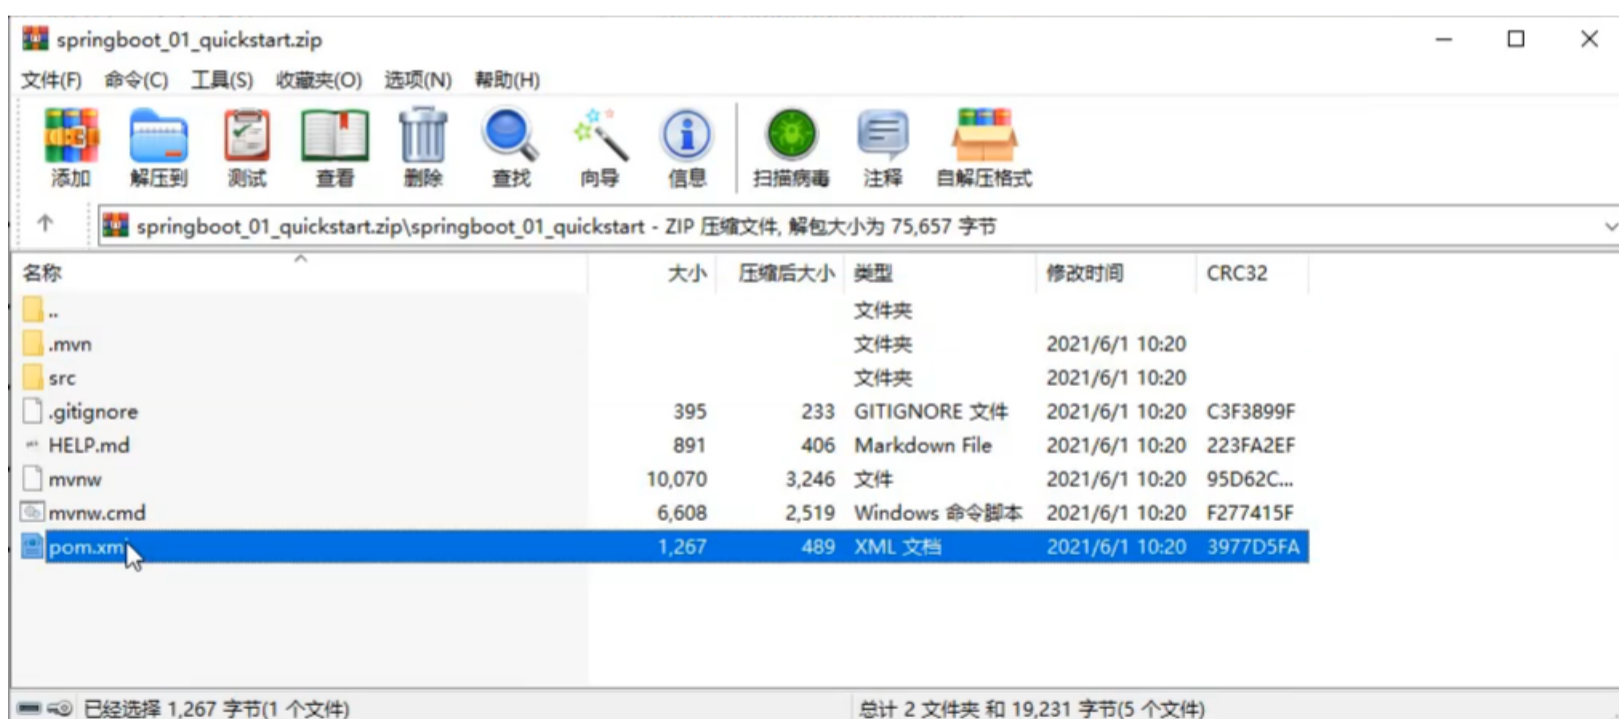 springboot_01_quickstart.zip
文件(F) 命令(C) 工具(S) 收藏夹(O) 选项(N) 帮助(H)
添加 解压到 测试 查看 删除 查找 向导 信息 扫描病毒 注释 自解压格式
springboot_01_quickstart.zip\springboot_01_quickstart - ZIP 压缩文件, 解包大小为 75,657 字节
名称 大小 压缩后大小 类型 修改时间 CRC32
.. 文件夹
.mvn 文件夹 2021/6/1 10:20
src 文件夹 2021/6/1 10:20
.gitignore 395 233 GITIGNORE 文件 2021/6/1 10:20 C3F3899F
HELP.md 891 406 Markdown File 2021/6/1 10:20 223FA2EF
mvnw 10,070 3,246 文件 2021/6/1 10:20 95D62C...
mvnw.cmd 6,608 2,519 Windows 命令脚本 2021/6/1 10:20 F277415F
pom.xml 1,267 489 XML 文档 2021/6/1 10:20 3977D5FA
已经选择 1,267 字节(1 个文件) 总计 2 文件夹 和 19,231 字节(5 个文件)